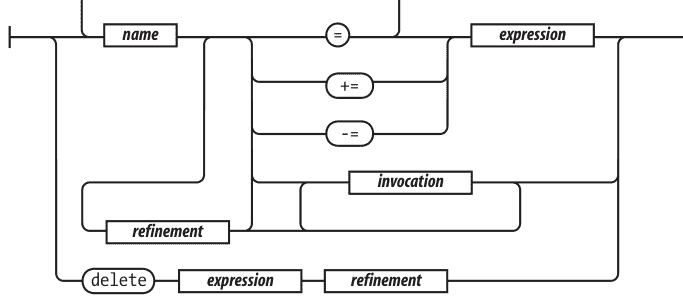 name = expression
+=
-=
invocation
refinement
delete expression refinement